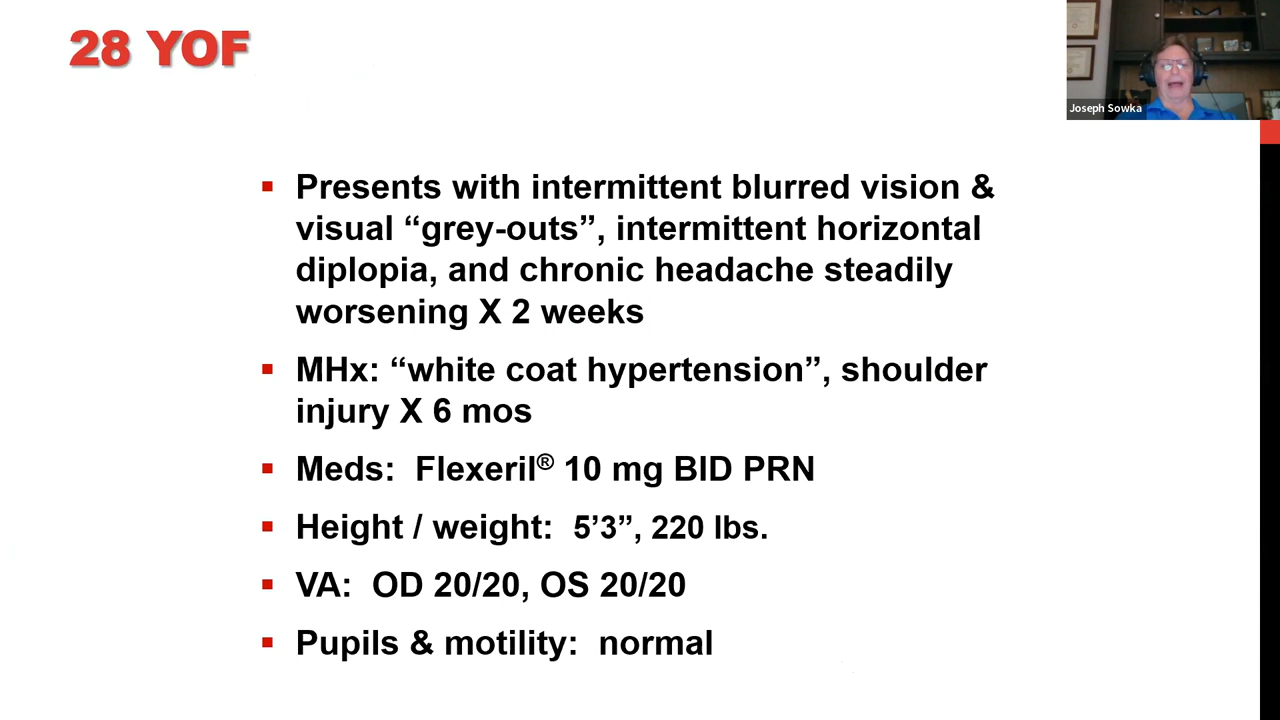 28 YOF
Joseph Sowka
▪ Presents with intermittent blurred vision &
visual “grey-outs”, intermittent horizontal
diplopia, and chronic headache steadily
worsening X 2 weeks
▪ MHx: “white coat hypertension”, shoulder
injury X 6 mos
▪ Meds: Flexeril® 10 mg BID PRN
▪ Height / weight: 5’3”, 220 lbs.
▪ VA: OD 20/20, OS 20/20
▪ Pupils & motility: normal